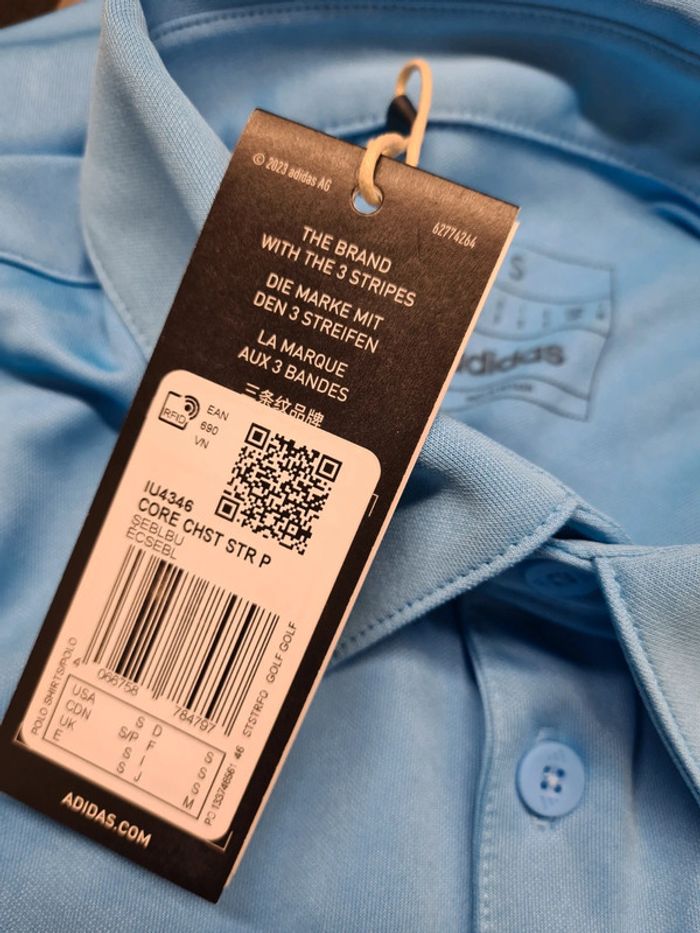 © 2023 adidas AG
62774264
THE BRAND
WITH THE 3 STRIPES
DIE MARKE MIT
DEN 3 STREIFEN
LA MARQUE
AUX 3 BANDES
三条纹品牌
RFID
EAN
690
VN
IU4346
CORE CHST STR P
SEBLBU
ECSEBL
POLO SHIRTS/POLO
4 066758 784797
STSTRFQ GOLF GOLF
USA S D S
CDN S/P F S
UK S I S
E S J M
ADIDAS.COM
S
adidas